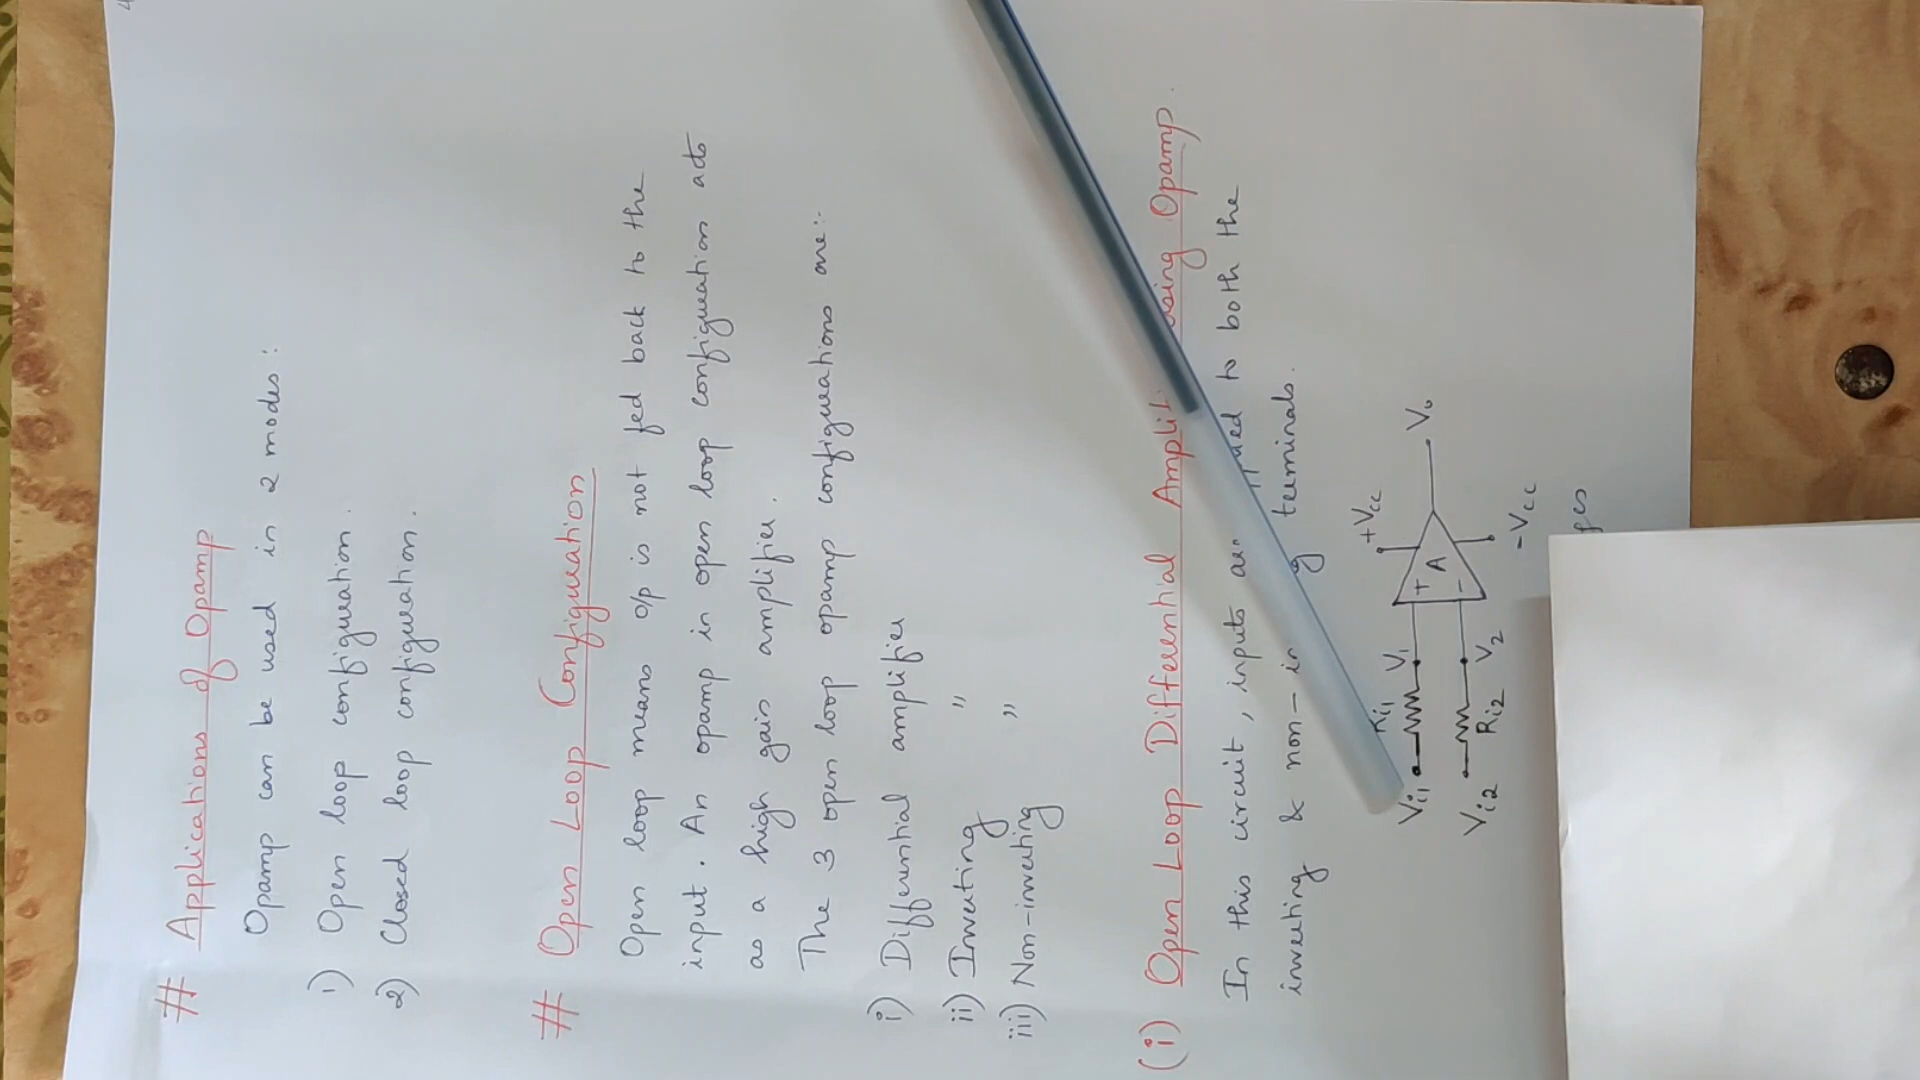 # Applications of Opamp
Opamp can be used in 2 modes:
1) Open loop configuration.
2) Closed loop configuration.
# Open Loop Configuration
Open loop means o/p is not fed back to the
input. An opamp in open loop configuration acts
as a high gain amplifier.
The 3 open loop opamp configurations are:-
i) Differential amplifier
ii) Inverting "
iii) Non-inverting "
(i) Open Loop Differential Opamp.
In this circuit, inputs to both the
inverting & non- terminals.
+Vcc
Vi1 Ri1 V1 + A Vo
Vi2 Ri2 V2 -
-Vcc